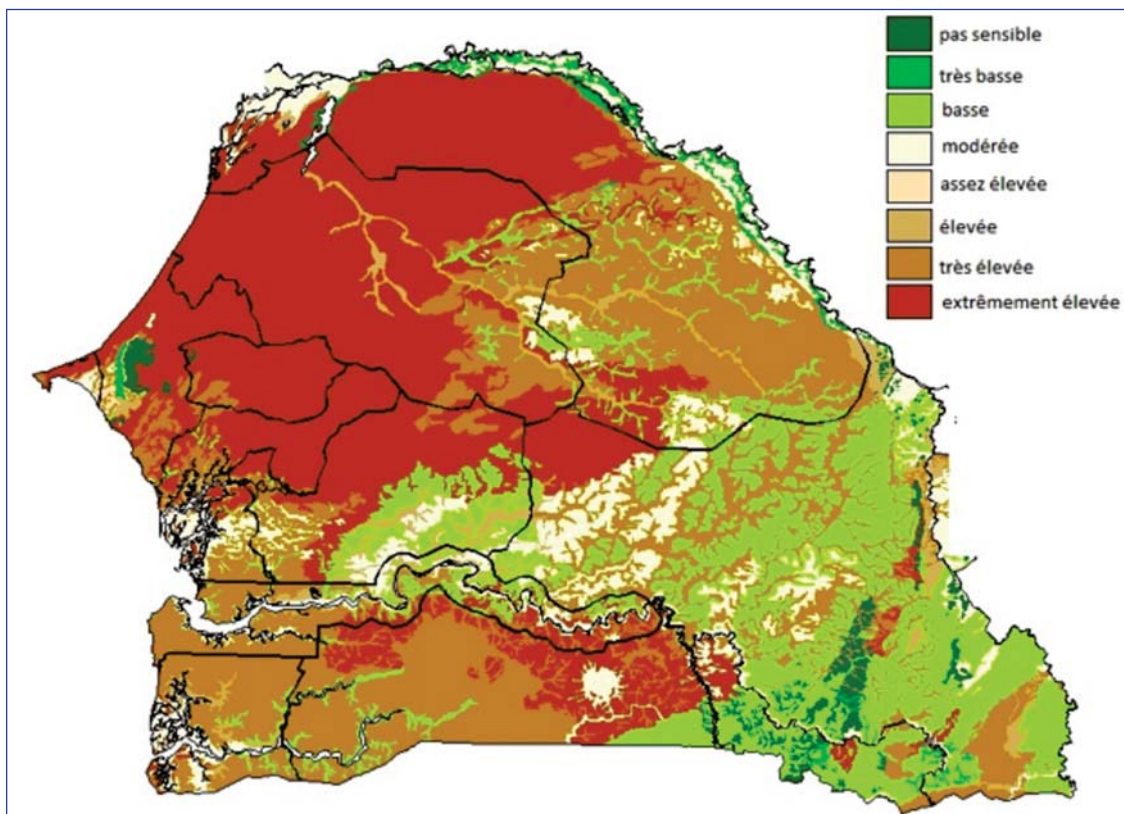 pas sensible
très basse
basse
modérée
assez élevée
élevée
très élevée
extrêmement élevée